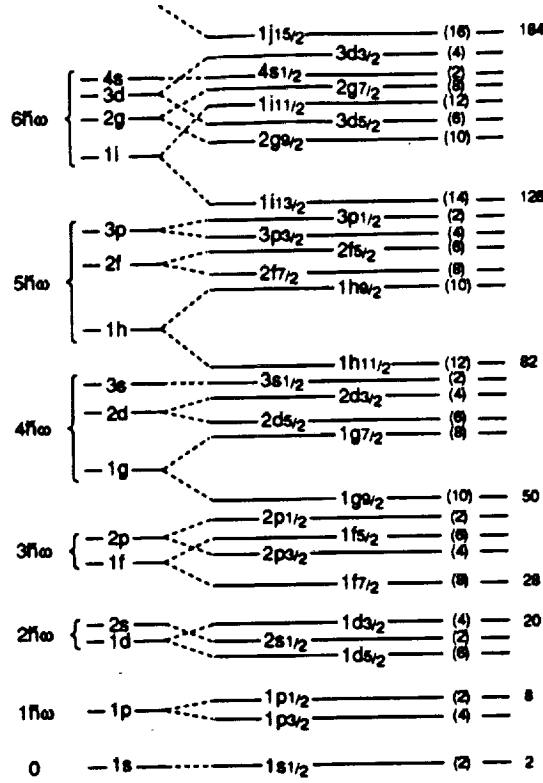 1j15/2 (16) 184
3d3/2 (4)
4s 4s1/2 (2)
3d 2g7/2 (8)
6ħω 2g 1i11/2 (12)
3d5/2 (6)
1i 2g9/2 (10)
1i13/2 (14) 126
3p 3p1/2 (2)
3p3/2 (4)
2f 2f5/2 (6)
5ħω 2f7/2 (8)
1h9/2 (10)
1h
1h11/2 (12) 82
3s 3s1/2 (2)
2d 2d3/2 (4)
4ħω 2d5/2 (6)
1g7/2 (8)
1g
1g9/2 (10) 50
2p 2p1/2 (2)
3ħω 1f5/2 (6)
1f 2p3/2 (4)
1f7/2 (8) 28
2s 1d3/2 (4) 20
2ħω 1d 2s1/2 (2)
1d5/2 (6)
1p1/2 (2) 8
1ħω 1p
1p3/2 (4)
0 1s 1s1/2 (2) 2